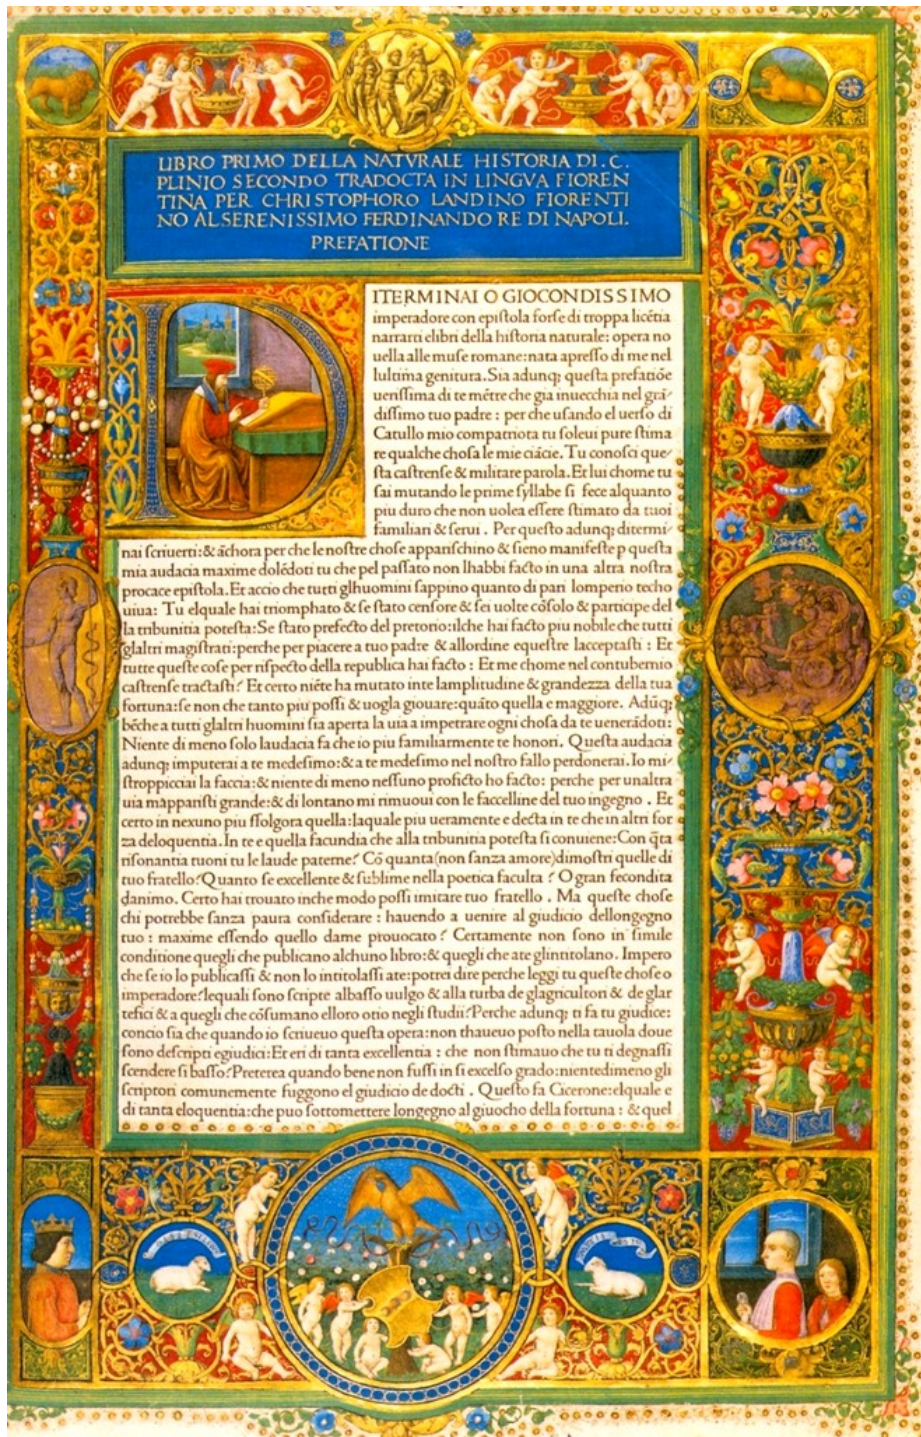 LIBRO PRIMO DELLA NATVRALE HISTORIA DI . C .
PLINIO SECONDO TRADOCTA IN LINGVA FIOREN
TINA PER CHRISTOPHORO LANDINO FIORENTI
NO AL SERENISSIMO FERDINANDO RE DI NAPOLI.
PREFATIONE
DITERMINAI O GIOCONDISSIMO
imperadore con epiſtola forſe di troppa licẽtia
narrarti elibri della hiſtoria naturale: opera no
uella alle muſe romane: nata apreſſo di me nel
lultima genitura. Sia adunq; queſta prefatiõe
ueriſſima di te mẽtre che gia inuecchia nel grã-
diſſimo tuo padre : per che uſando el uerſo di
Catullo mio compatriota tu ſoleui pure ſtima
re qualche choſa le mie ciãcie. Tu conoſci que-
ſta caſtrenſe & militare parola. Et lui chome tu
ſai mutando le prime ſyllabe ſi fece alquanto
piu duro che non uolea eſſere ſtimato da tuoi
familiari & ſerui . Per queſto adunq; ditermi-
nai ſcriuerti: & ãchora per che le noſtre choſe appariſchino & ſieno manifeſte p queſta
mia audacia maxime dolẽdoti tu che pel paſſato non lhabbi facto in una altra noſtra
procace epiſtola. Et accio che tutti glhuomini ſappino quanto di pari lomperio techo
uiua: Tu elquale hai triomphato & ſe ſtato cenſore & ſei uolte cõſolo & participe del
la tribunitia poteſta: Se ſtato prefecto del pretorio: ilche hai facto piu nobile che tutti
glaltri magiſtrati: perche per piacere a tuo padre & allordine equeſtre lacceptaſti : Et
tutte queſte coſe per riſpecto della republica hai facto : Et me chome nel contubernio
caſtrenſe tractaſti? Et certo niẽte ha mutato inte lamplitudine & grandezza della tua
fortuna: ſe non che tanto piu poſſi & uogla giouare: quãto quella e maggiore. Adũq;
bẽche a tutti glaltri huomini ſia aperta la uia a impetrare ogni choſa da te uenerãdoti:
Niente di meno ſolo laudacia fa che io piu familiarmente te honori. Queſta audacia
adunq; imputerai a te medeſimo: & a te medeſimo nel noſtro fallo perdonerai. Io mi-
ſtroppicciai la faccia: & niente di meno neſſuno proficto ho facto: perche per unaltra
uia mappariſti grande: & di lontano mi rimuoui con le faccelline del tuo ingegno . Et
certo in nexuno piu ſfolgora quella: laquale piu ueramente e decta in te che in altri for
za deloquentia. In te e quella facundia che alla tribunitia poteſta ſi conuiene: Con q̃ta
riſonantia tuoni tu le laude paterne? Cõ quanta (non ſanza amore) dimoſtri quelle di
tuo fratello? Quanto ſe excellente & ſublime nella poetica faculta ? O gran fecondita
danimo. Certo hai trouato inche modo poſſi imitare tuo fratello . Ma queſte choſe
chi potrebbe ſanza paura conſiderare : hauendo a uenire al giudicio dellongegno
tuo : maxime eſſendo quello dame prouocato ? Certamente non ſono in ſimile
conditione quegli che publicano alchuno libro: & quegli che ate glintitolano. Impero
che ſe io lo publicaſſi & non lo intitolaſſi ate: potrei dire perche leggi tu queſte choſe o
imperadore? lequali ſono ſcripte albaſſo uulgo & alla turba de glagricultori & de glar
tefici & a quegli che cõſumano elloro otio negli ſtudii? Perche adunq; ti fa tu giudice:
concio ſia che quando io ſcriueuo queſta opera: non thaueuo poſto nella tauola doue
ſono deſcripti egiudici: Et eri di tanta excellentia : che non ſtimauo che tu ti degnaſſi
ſcendere ſi baſſo? Preterea quando bene non fuſſi in ſi excelſo grado: nientedimeno gli
ſcriptori comunemente fuggono el giudicio de docti . Queſto fa Cicerone: elquale e
di tanta eloquentia: che puo ſottomettere longegno al giuocho della fortuna : & quel